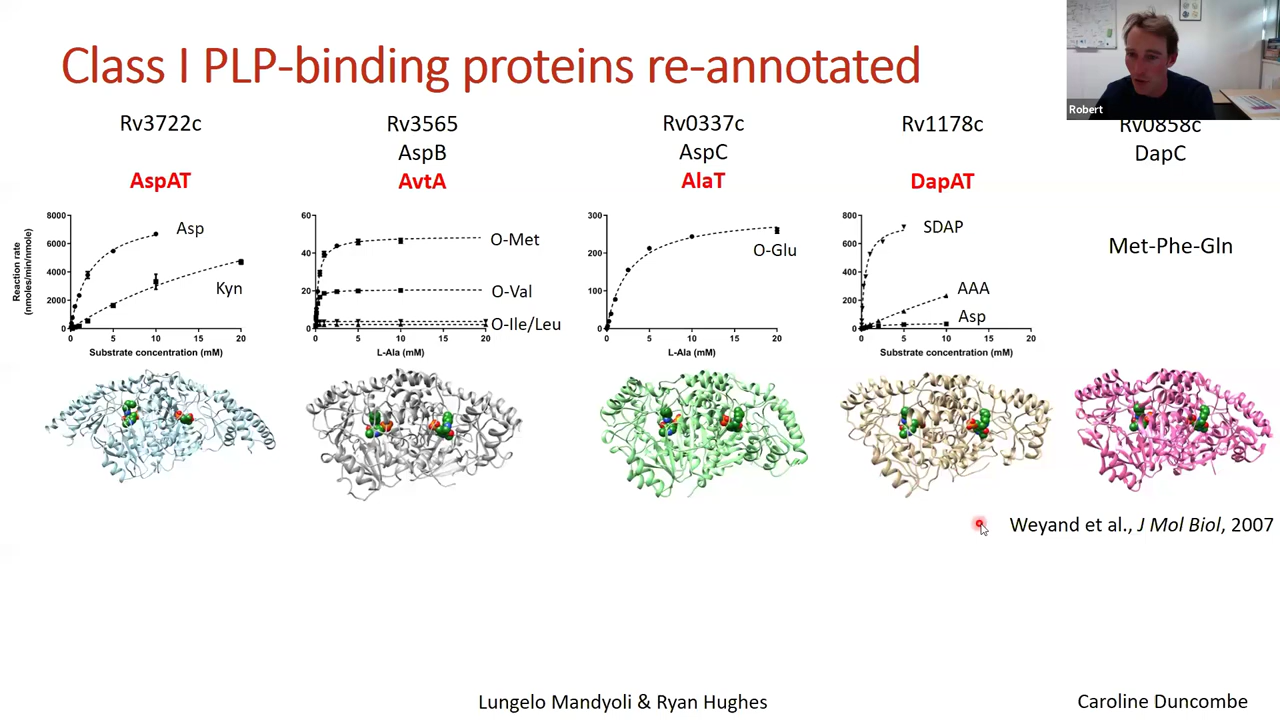 Class I PLP-binding proteins re-annotated
Robert
Rv3722c
AspAT
Rv3565
AspB
AvtA
Rv0337c
AspC
AlaT
Rv1178c
DapAT
Rv0858c
DapC
Reaction rate
(nmoles/min/nmole)
8000
6000
4000
2000
0
Asp
Kyn
0 5 10 15 20
Substrate concentration (mM)
60
40
20
0
O-Met
O-Val
O-Ile/Leu
0 5 10 15 20
L-Ala (mM)
300
200
100
0
O-Glu
0 5 10 15 20
L-Ala (mM)
800
600
400
200
0
SDAP
AAA
Asp
0 5 10 15 20
Substrate concentration (mM)
Met-Phe-Gln
Weyand et al., J Mol Biol, 2007
Lungelo Mandyoli & Ryan Hughes
Caroline Duncombe